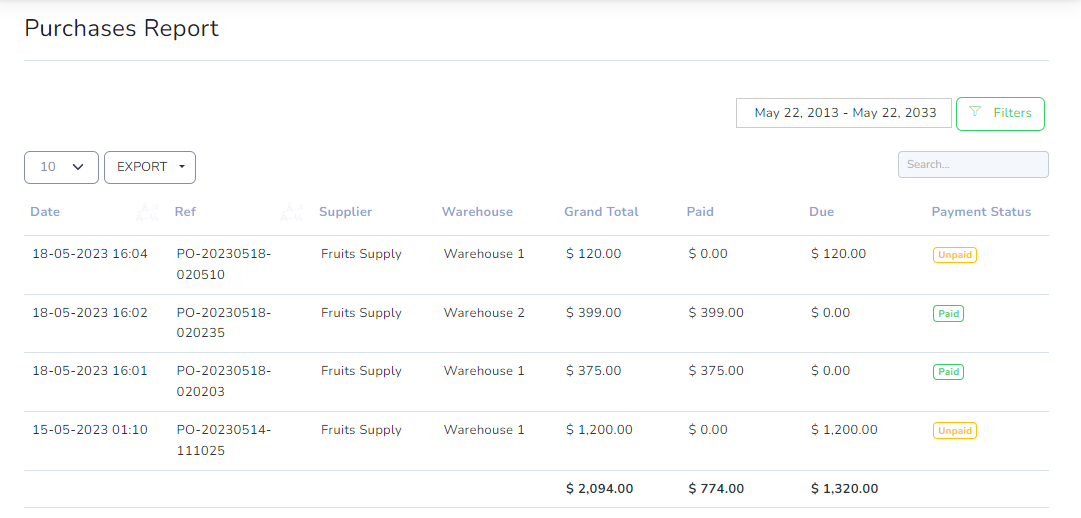 Purchases Report
May 22, 2013 - May 22, 2033 Filters
10 EXPORT Search...
Date Ref Supplier Warehouse Grand Total Paid Due Payment Status
18-05-2023 16:04 PO-20230518- Fruits Supply Warehouse 1 $ 120.00 $ 0.00 $ 120.00 Unpaid
020510
18-05-2023 16:02 PO-20230518- Fruits Supply Warehouse 2 $ 399.00 $ 399.00 $ 0.00 Paid
020235
18-05-2023 16:01 PO-20230518- Fruits Supply Warehouse 1 $ 375.00 $ 375.00 $ 0.00 Paid
020203
15-05-2023 01:10 PO-20230514- Fruits Supply Warehouse 1 $ 1,200.00 $ 0.00 $ 1,200.00 Unpaid
111025
$ 2,094.00 $ 774.00 $ 1,320.00